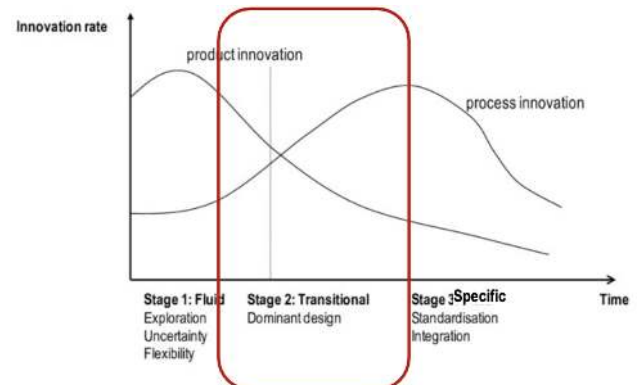 Innovation rate
product innovation
process innovation
Stage 1: Fluid
Exploration
Uncertainty
Flexibility
Stage 2: Transitional
Dominant design
Stage 3Specific
Standardisation
Integration
Time